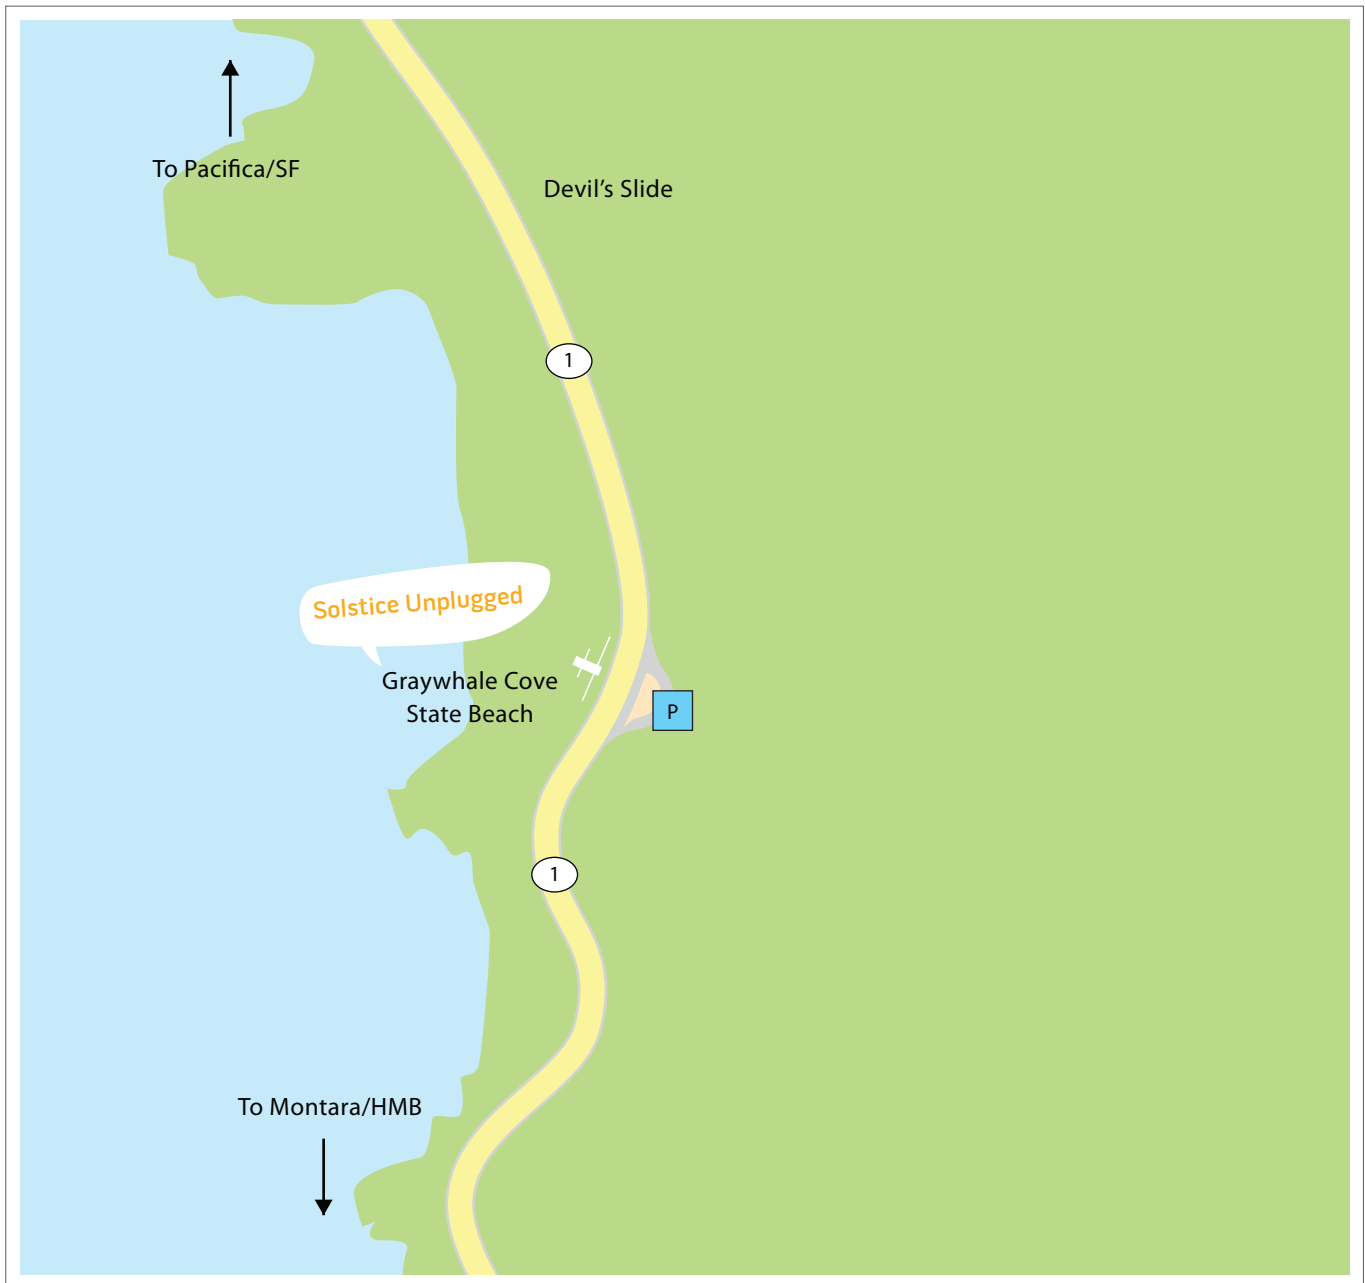 To Pacifica/SF
Devil's Slide
1
Solstice Unplugged
Graywhale Cove
State Beach
P
1
To Montara/HMB